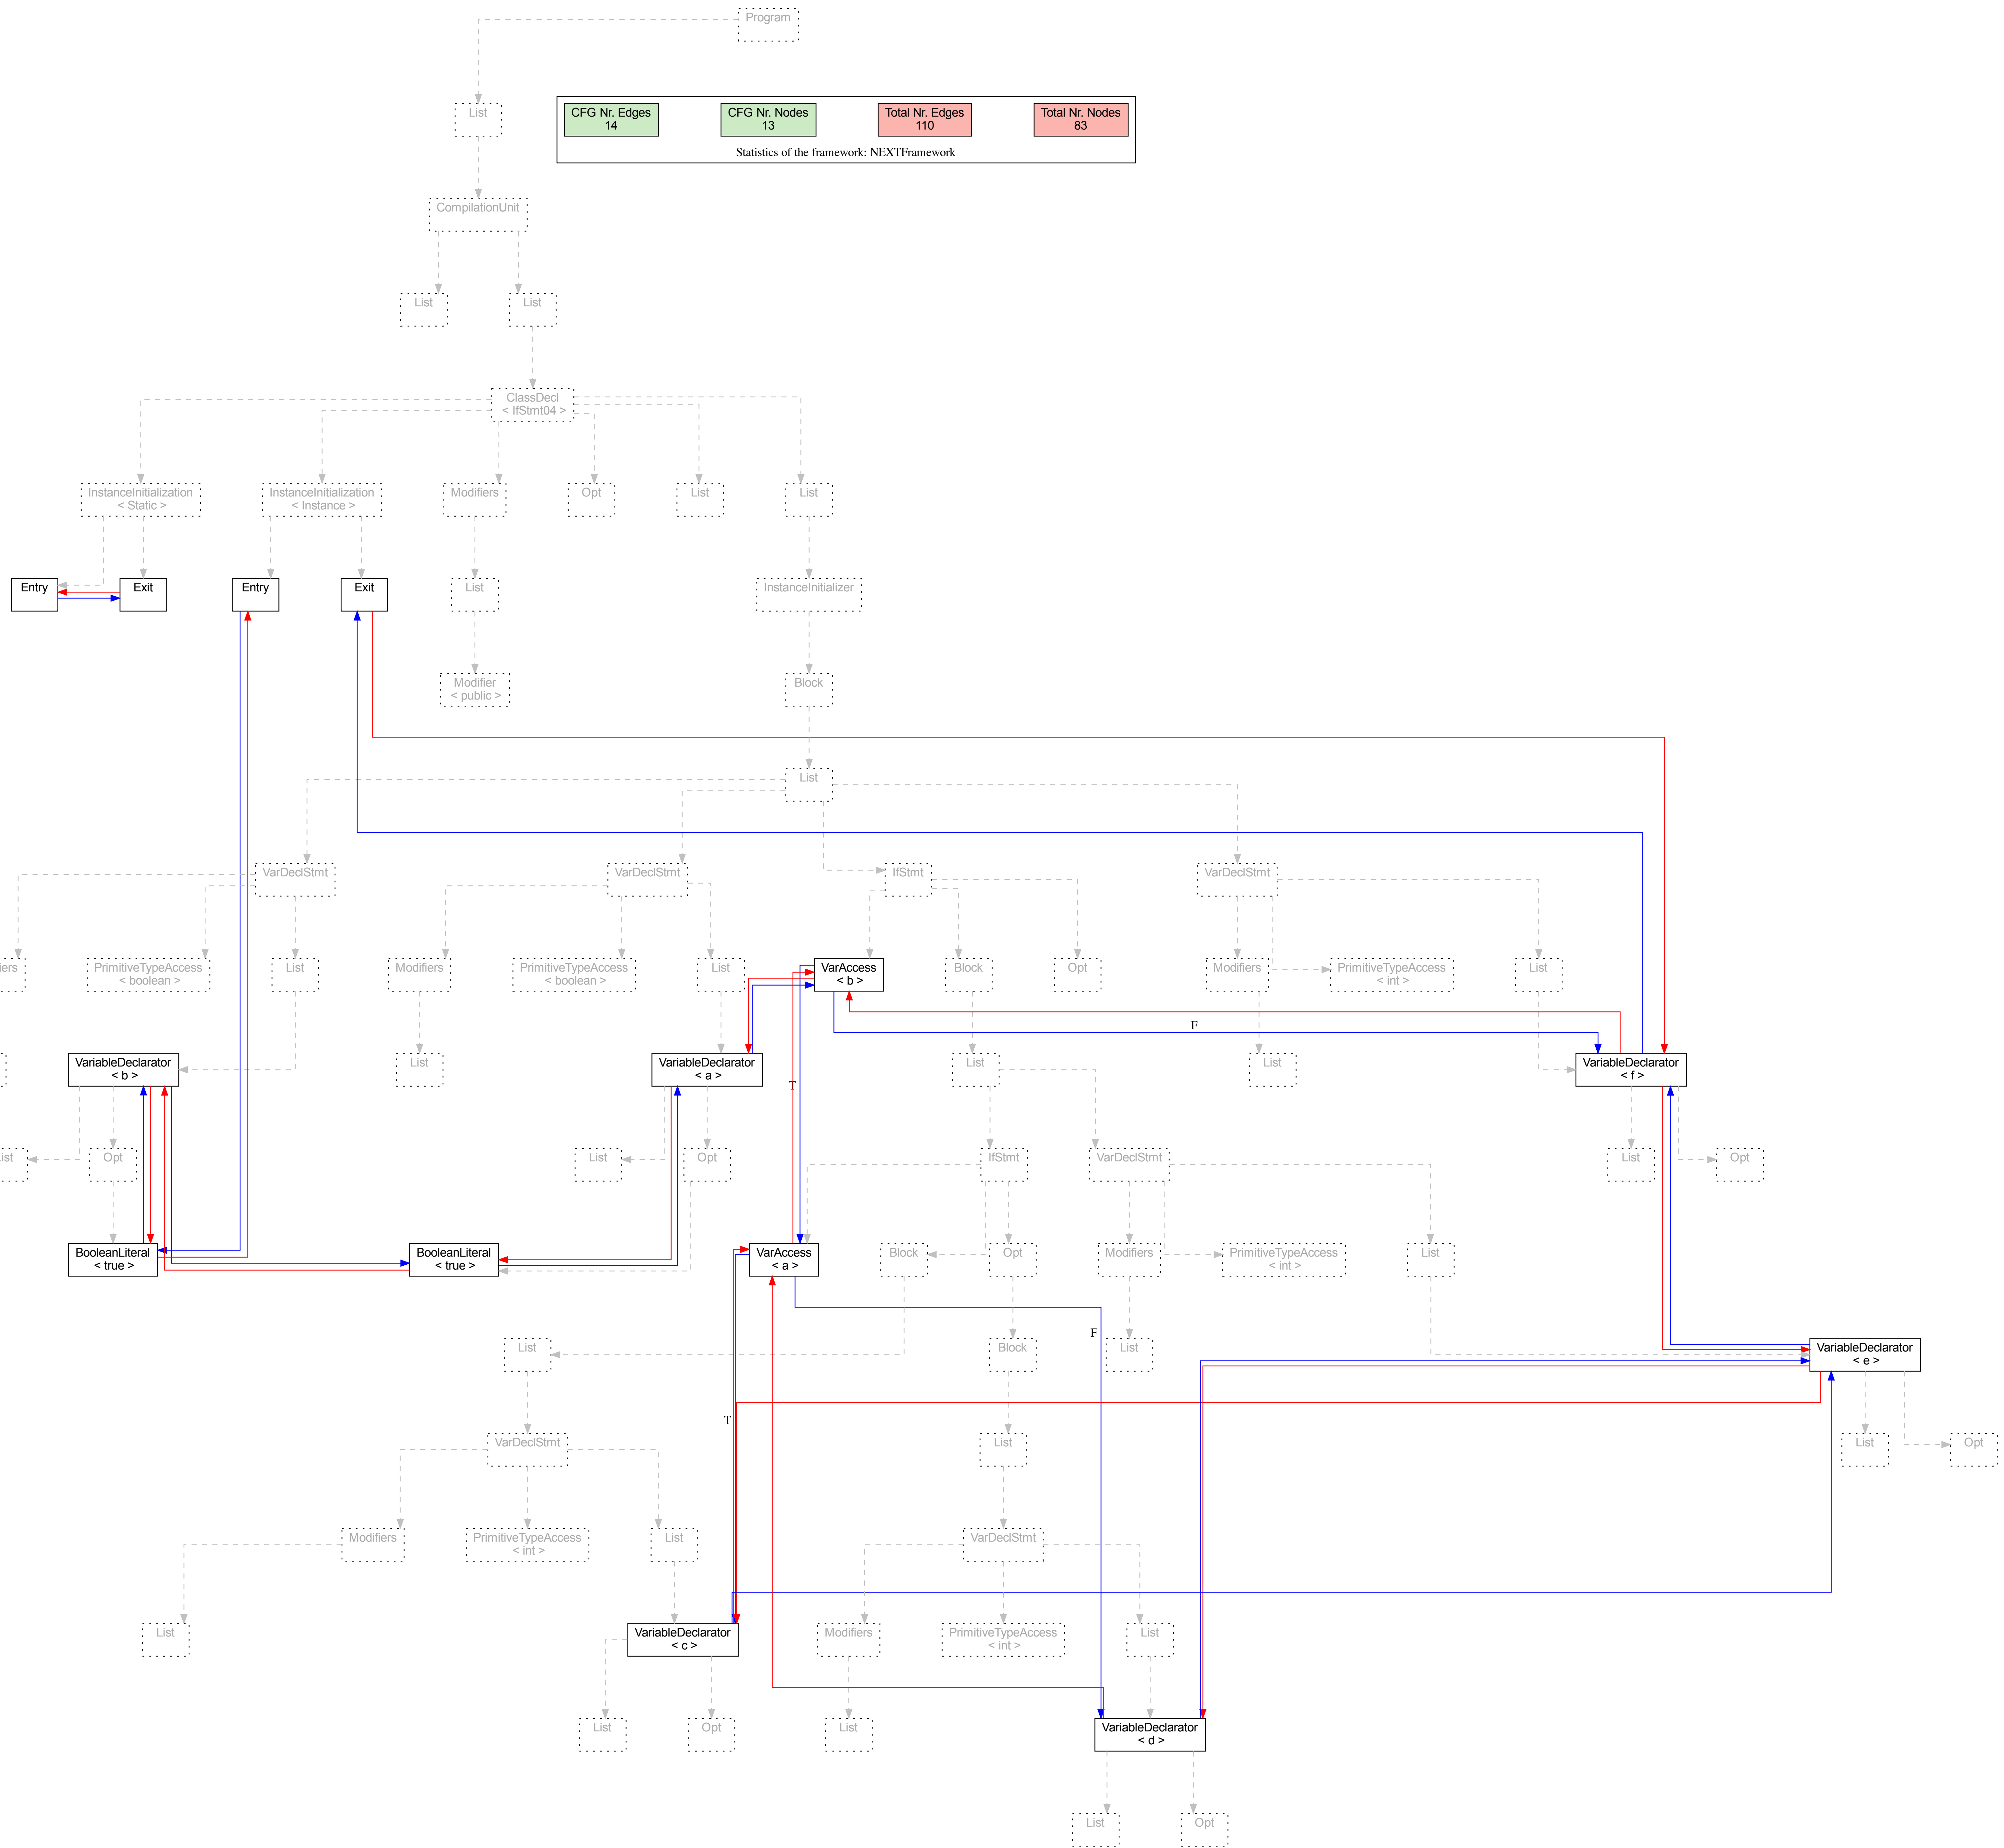 Program
List
CFG Nr. Edges
14
CFG Nr. Nodes
13
Total Nr. Edges
110
Total Nr. Nodes
83
Statistics of the framework: NEXTFramework
CompilationUnit
List
List
ClassDecl
< IfStmt04 >
InstanceInitialization
< Static >
InstanceInitialization
< Instance >
Modifiers
Opt
List
List
Entry
Exit
Entry
Exit
List
InstanceInitializer
Modifier
< public >
Block
List
VarDeclStmt
VarDeclStmt
IfStmt
VarDeclStmt
iers
PrimitiveTypeAccess
< boolean >
List
Modifiers
PrimitiveTypeAccess
< boolean >
List
VarAccess
< b >
Block
Opt
Modifiers
PrimitiveTypeAccess
< int >
List
F
VariableDeclarator
< b >
List
VariableDeclarator
< a >
T
List
List
VariableDeclarator
< f >
ist
Opt
List
Opt
IfStmt
VarDeclStmt
List
Opt
BooleanLiteral
< true >
BooleanLiteral
< true >
VarAccess
< a >
Block
Opt
Modifiers
PrimitiveTypeAccess
< int >
List
F
List
Block
List
VariableDeclarator
< e >
T
VarDeclStmt
List
List
Opt
Modifiers
PrimitiveTypeAccess
< int >
List
VarDeclStmt
List
VariableDeclarator
< c >
Modifiers
PrimitiveTypeAccess
< int >
List
List
Opt
List
VariableDeclarator
< d >
List
Opt